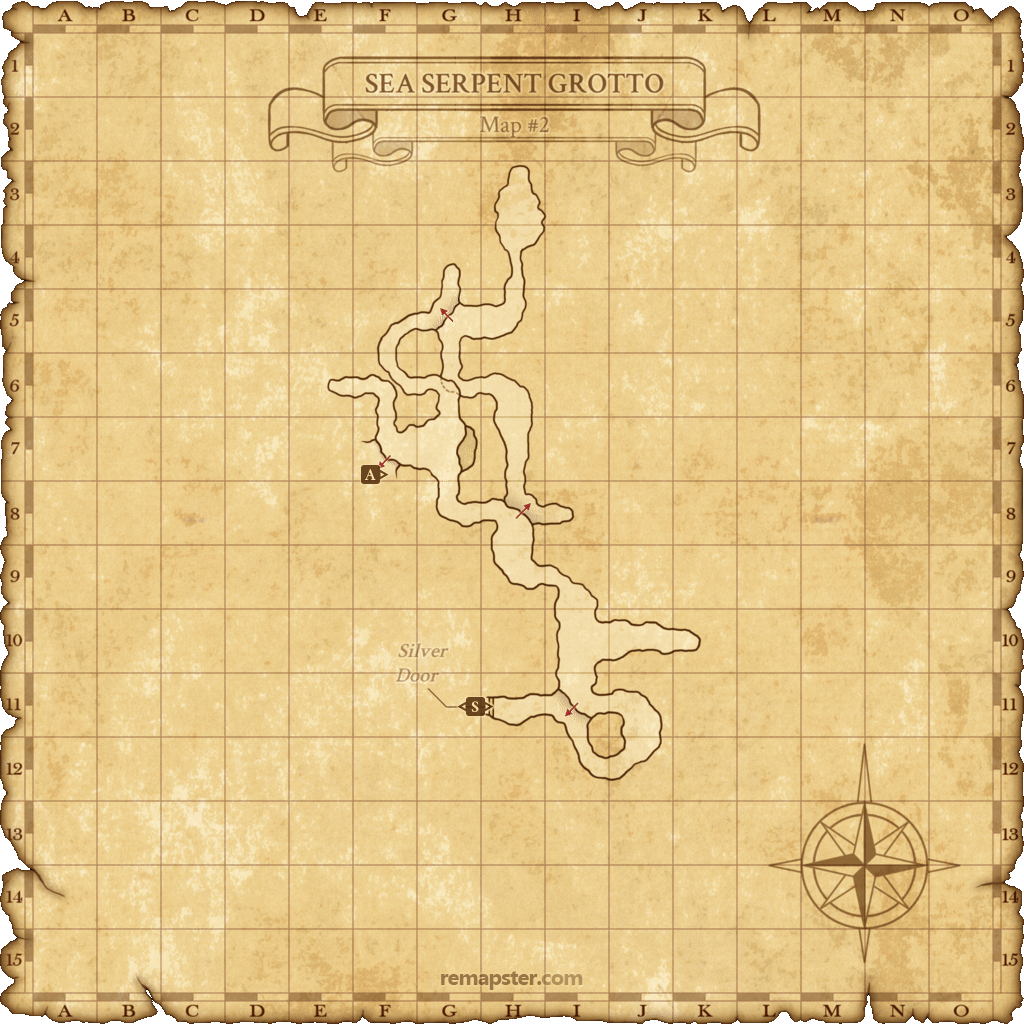 A B C D E F G H I J K L M N O
1 1
SEA SERPENT GROTTO
2 2
Map #2
3 3
4 4
5 5
6 6
7 7
A
8 8
9 9
10 10
Silver
Door
11 11
S
12 12
13 13
14 14
15 15
remapster.com
A B C D E F G H I J K L M N O